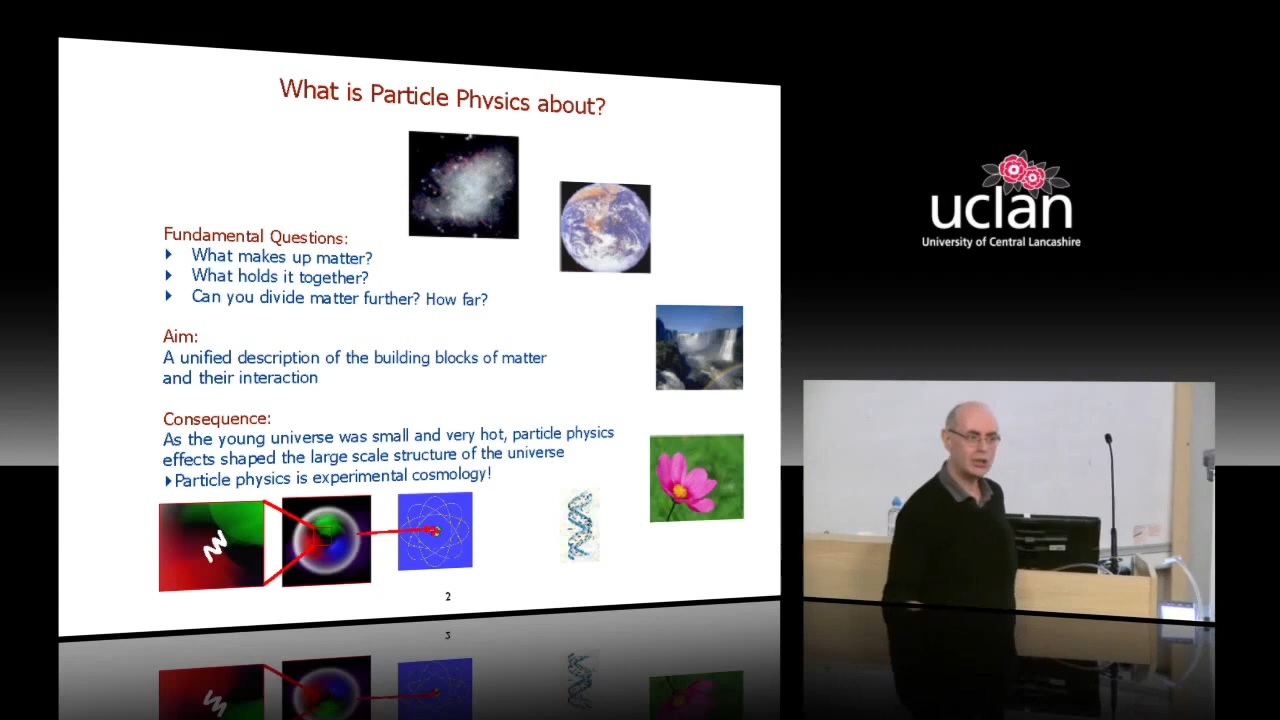 What is Particle Physics about?
Fundamental Questions:
What makes up matter?
What holds it together?
Can you divide matter further? How far?
Aim:
A unified description of the building blocks of matter
and their interaction
Consequence:
As the young universe was small and very hot, particle physics
effects shaped the large scale structure of the universe
Particle physics is experimental cosmology!
2
uclan
University of Central Lancashire